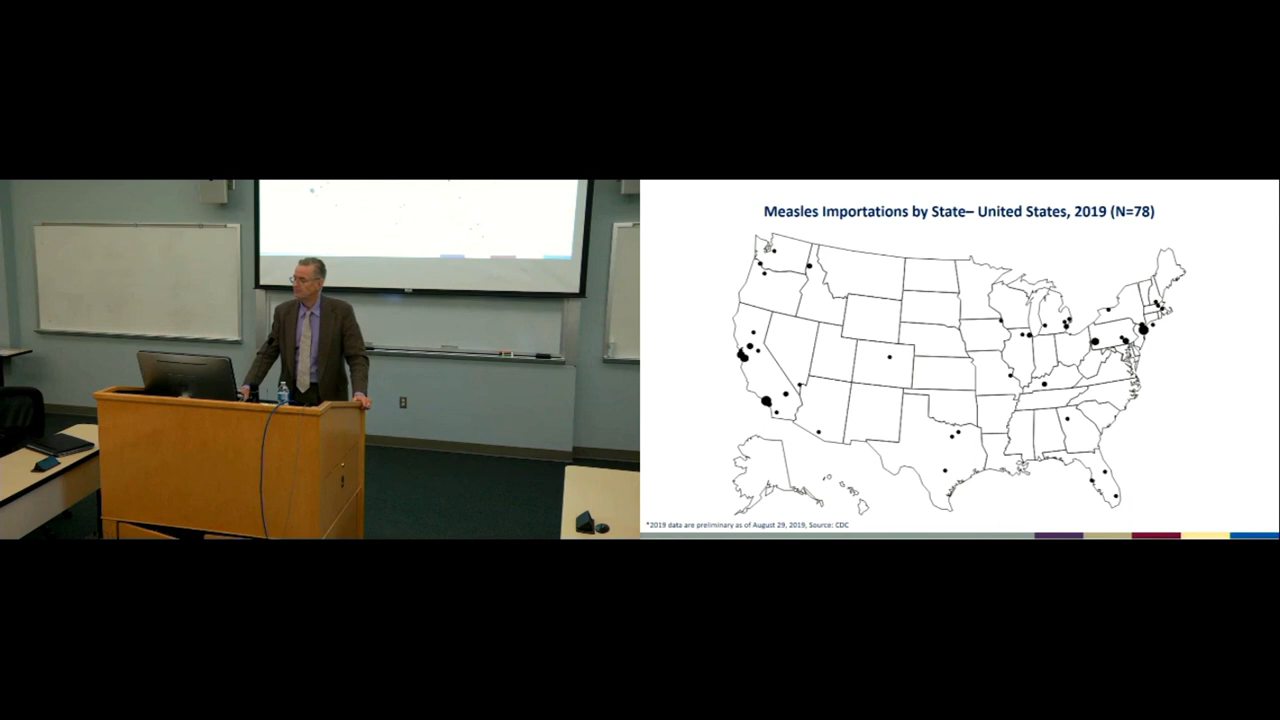 Measles Importations by State– United States, 2019 (N=78)
*2019 data are preliminary as of August 29, 2019, Source: CDC